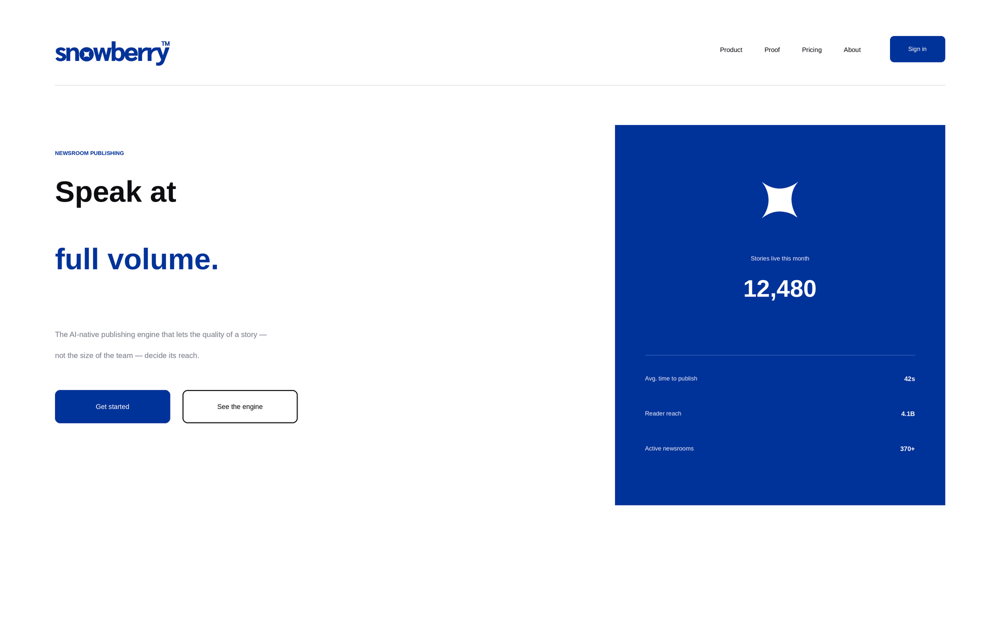 snowberry™
Product Proof Pricing About Sign in
NEWSROOM PUBLISHING
Speak at
full volume.
The AI-native publishing engine that lets the quality of a story —
not the size of the team — decide its reach.
Get started See the engine
Stories live this month
12,480
Avg. time to publish 42s
Reader reach 4.1B
Active newsrooms 370+